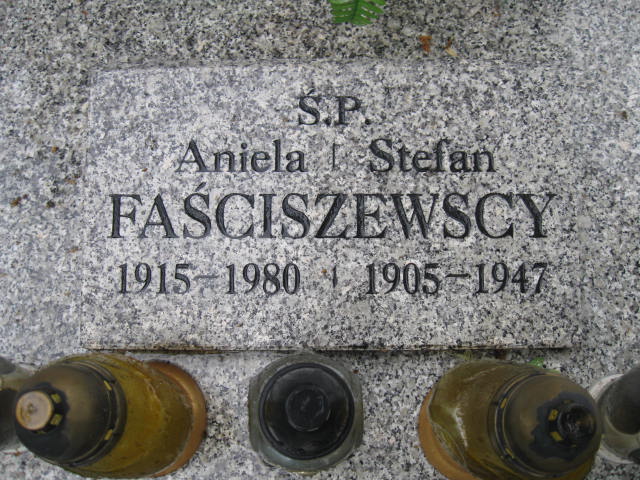 Ś.P.
Aniela | Stefan
FAŚCISZEWSCY
1915-1980 | 1905-1947